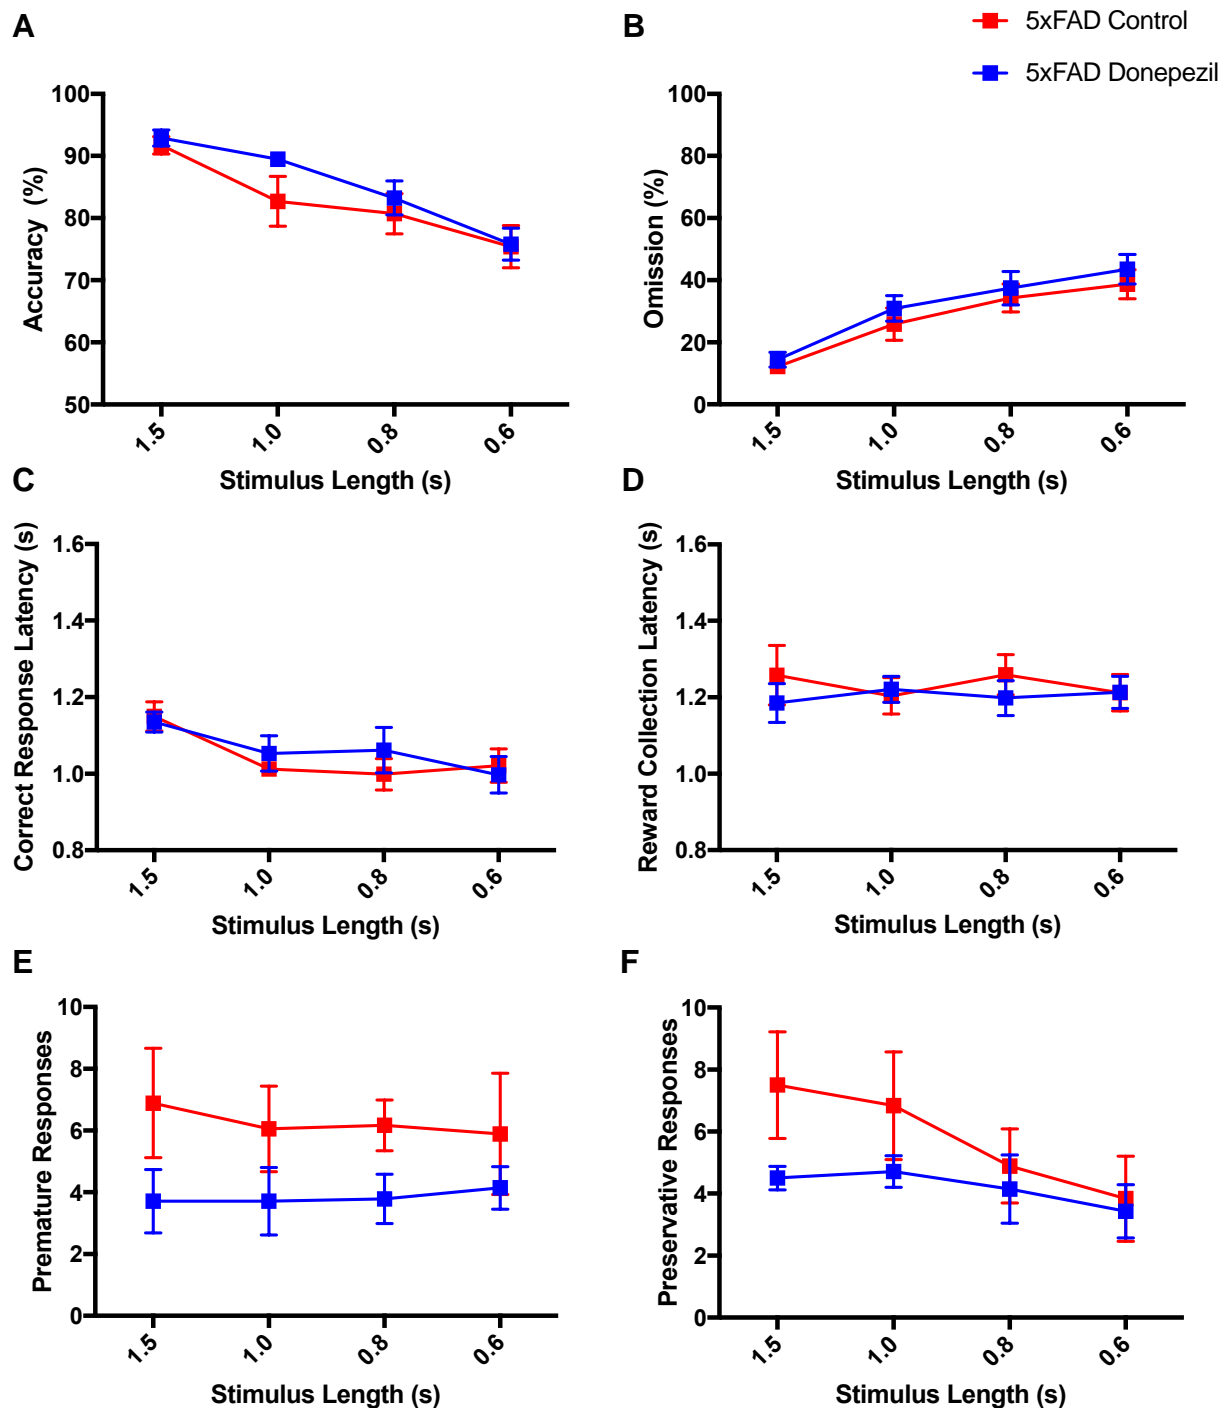 A
B
5xFAD Control
5xFAD Donepezil
Accuracy (%)
100
90
80
70
60
50
1.5
1.0
0.8
0.6
Stimulus Length (s)
Omission (%)
100
80
60
40
20
0
1.5
1.0
0.8
0.6
Stimulus Length (s)
C
D
Correct Response Latency (s)
1.6
1.4
1.2
1.0
0.8
1.5
1.0
0.8
0.6
Stimulus Length (s)
Reward Collection Latency (s)
1.6
1.4
1.2
1.0
0.8
1.5
1.0
0.8
0.6
Stimulus Length (s)
E
F
Premature Responses
10
8
6
4
2
0
1.5
1.0
0.8
0.6
Stimulus Length (s)
Preservative Responses
10
8
6
4
2
0
1.5
1.0
0.8
0.6
Stimulus Length (s)